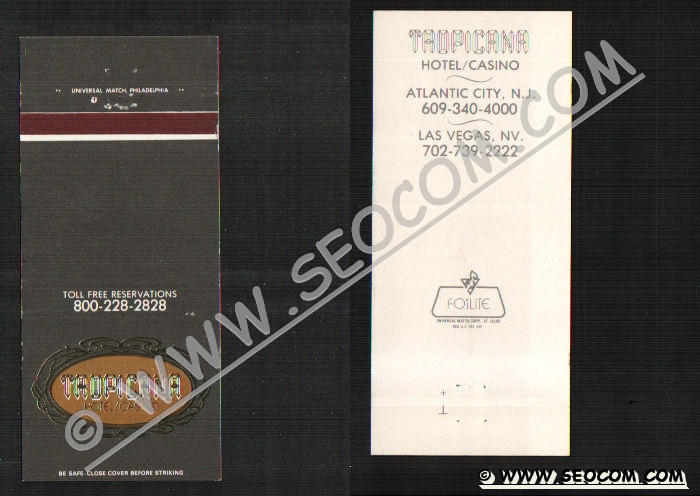 •• UNIVERSAL MATCH, PHILADELPHIA ••
TOLL FREE RESERVATIONS
800-228-2828
TROPICANA
HOTEL/CASINO
BE SAFE-CLOSE COVER BEFORE STRIKING
TROPICANA
HOTEL/CASINO
ATLANTIC CITY, N.J.
609-340-4000
LAS VEGAS, NV.
702-739-2222
FOiLITE
UNIVERSAL MATCH CORP., ST. LOUIS
© WWW.SEOCOM.COM
© WWW.SEOCOM.COM